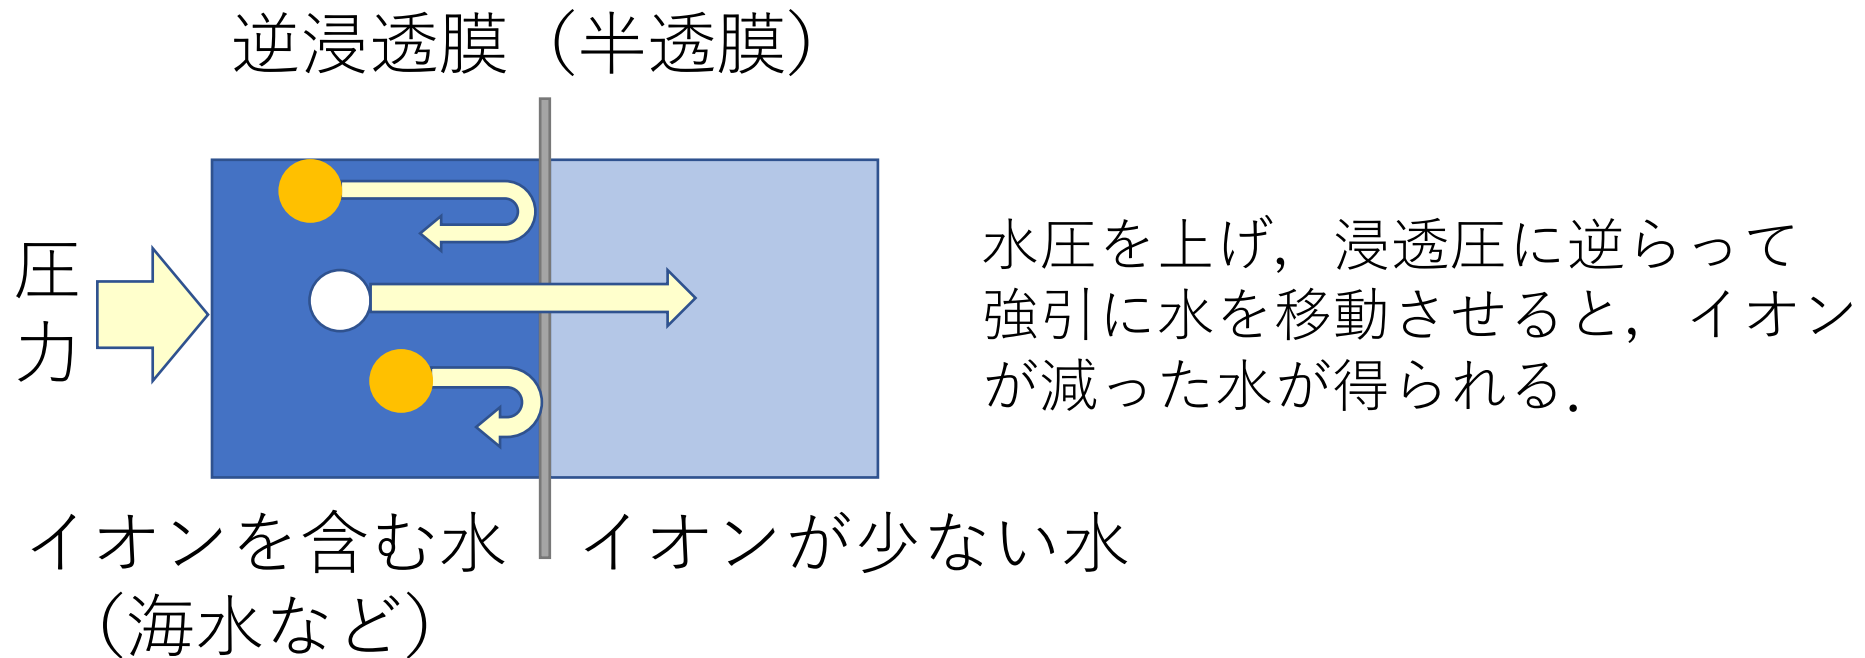 逆浸透膜（半透膜）
圧力
水圧を上げ，浸透圧に逆らって
強引に水を移動させると，イオン
が減った水が得られる．
イオンを含む水
（海水など）
イオンが少ない水